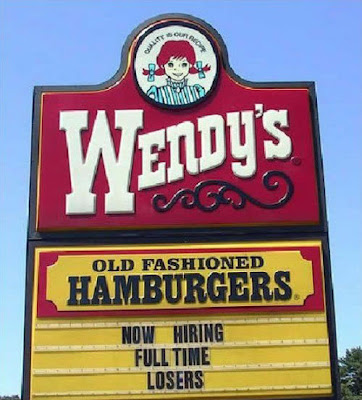 QUALITY IS OUR RECIPE
WENDY'S
OLD FASHIONED
HAMBURGERS
NOW HIRING
FULL TIME
LOSERS